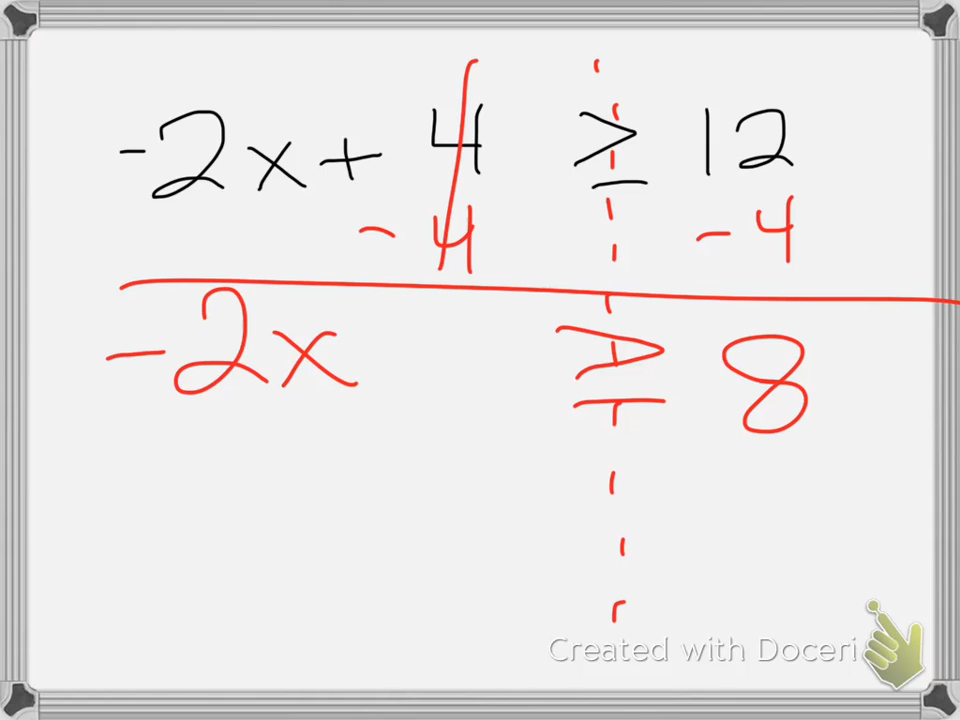 -2x + 4 ≥ 12
- 4 - 4
-2x ≥ 8
Created with Doceri